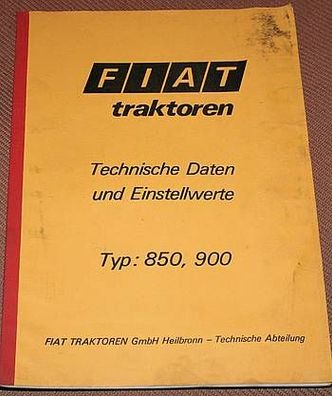 FIAT
traktoren
Technische Daten
und Einstellwerte
Typ: 850, 900
FIAT TRAKTOREN GmbH Heilbronn – Technische Abteilung